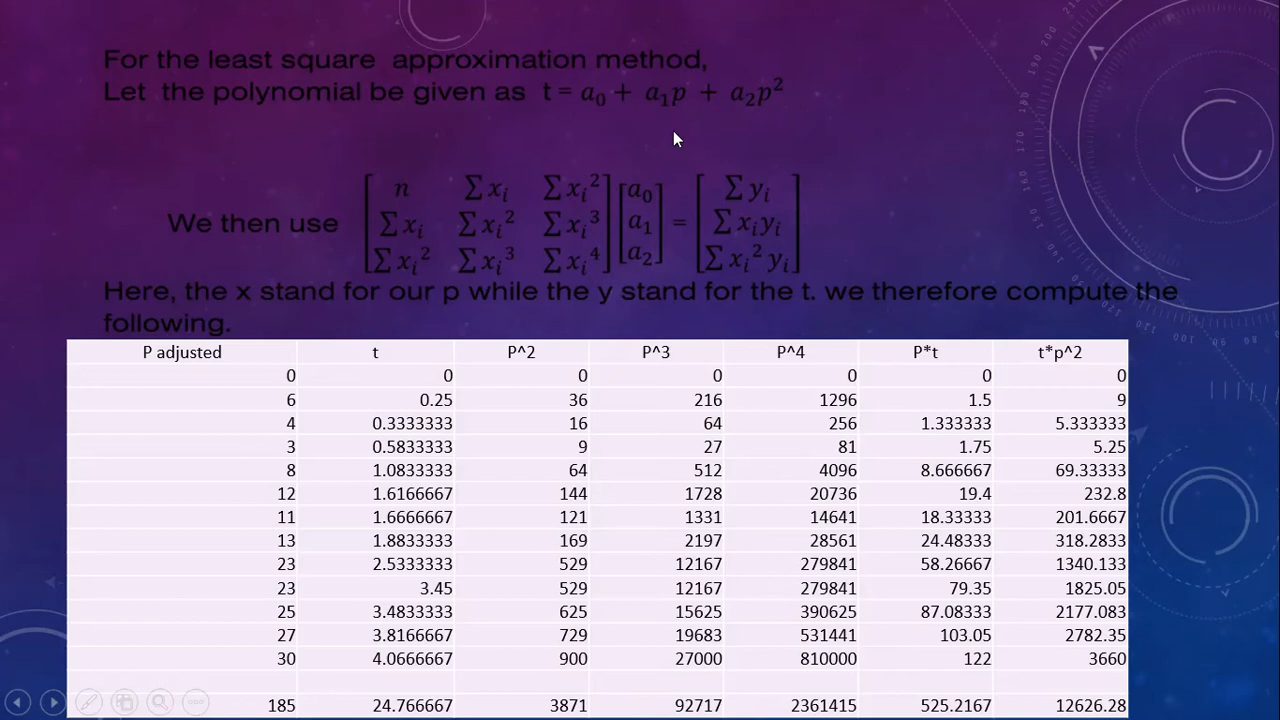 For the least square approximation method,
Let the polynomial be given as t = a₀ + a₁p + a₂p²
We then use [n ∑xᵢ ∑xᵢ²; ∑xᵢ ∑xᵢ² ∑xᵢ³; ∑xᵢ² ∑xᵢ³ ∑xᵢ⁴] [a₀; a₁; a₂] = [∑yᵢ; ∑xᵢyᵢ; ∑xᵢ²yᵢ]
Here, the x stand for our p while the y stand for the t. we therefore compute the
following.
P adjusted t P^2 P^3 P^4 P*t t*p^2
0 0 0 0 0 0 0
6 0.25 36 216 1296 1.5 9
4 0.3333333 16 64 256 1.333333 5.333333
3 0.5833333 9 27 81 1.75 5.25
8 1.0833333 64 512 4096 8.666667 69.33333
12 1.6166667 144 1728 20736 19.4 232.8
11 1.6666667 121 1331 14641 18.33333 201.6667
13 1.8833333 169 2197 28561 24.48333 318.2833
23 2.5333333 529 12167 279841 58.26667 1340.133
23 3.45 529 12167 279841 79.35 1825.05
25 3.4833333 625 15625 390625 87.08333 2177.083
27 3.8166667 729 19683 531441 103.05 2782.35
30 4.0666667 900 27000 810000 122 3660
185 24.766667 3871 92717 2361415 525.2167 12626.28